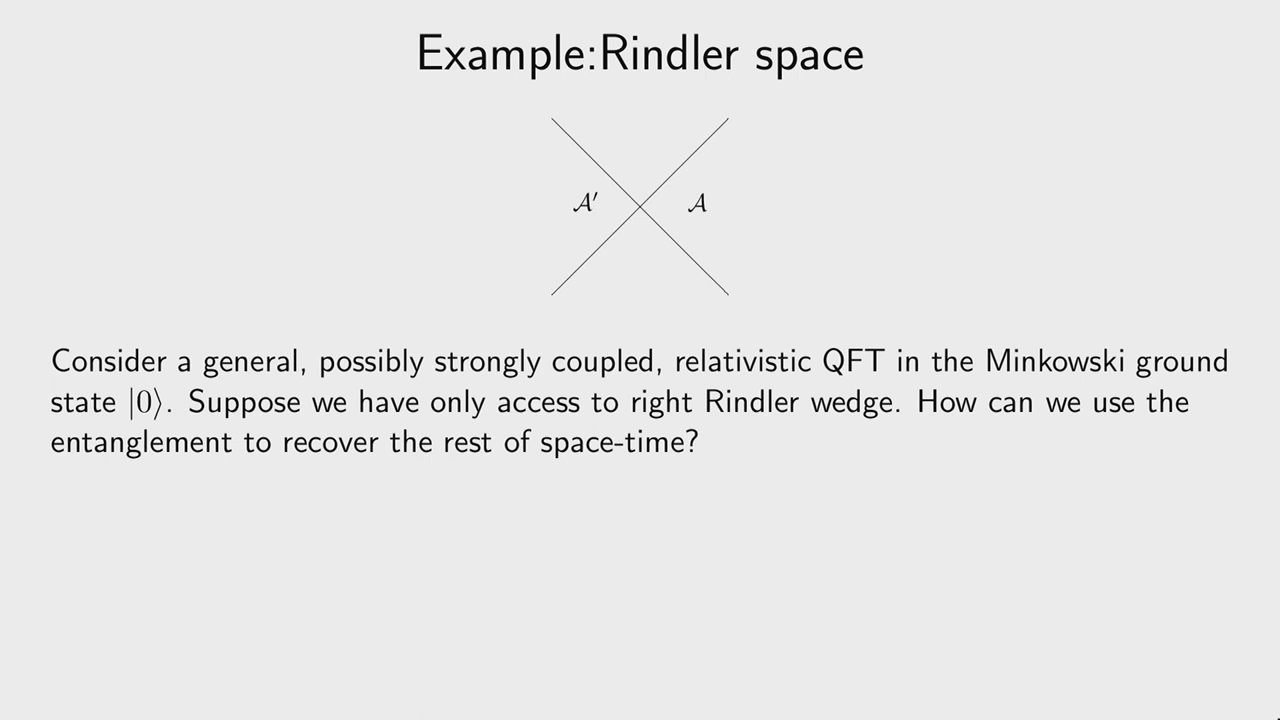 Example:Rindler space
𝒜′ 𝒜
Consider a general, possibly strongly coupled, relativistic QFT in the Minkowski ground
state |0⟩. Suppose we have only access to right Rindler wedge. How can we use the
entanglement to recover the rest of space-time?